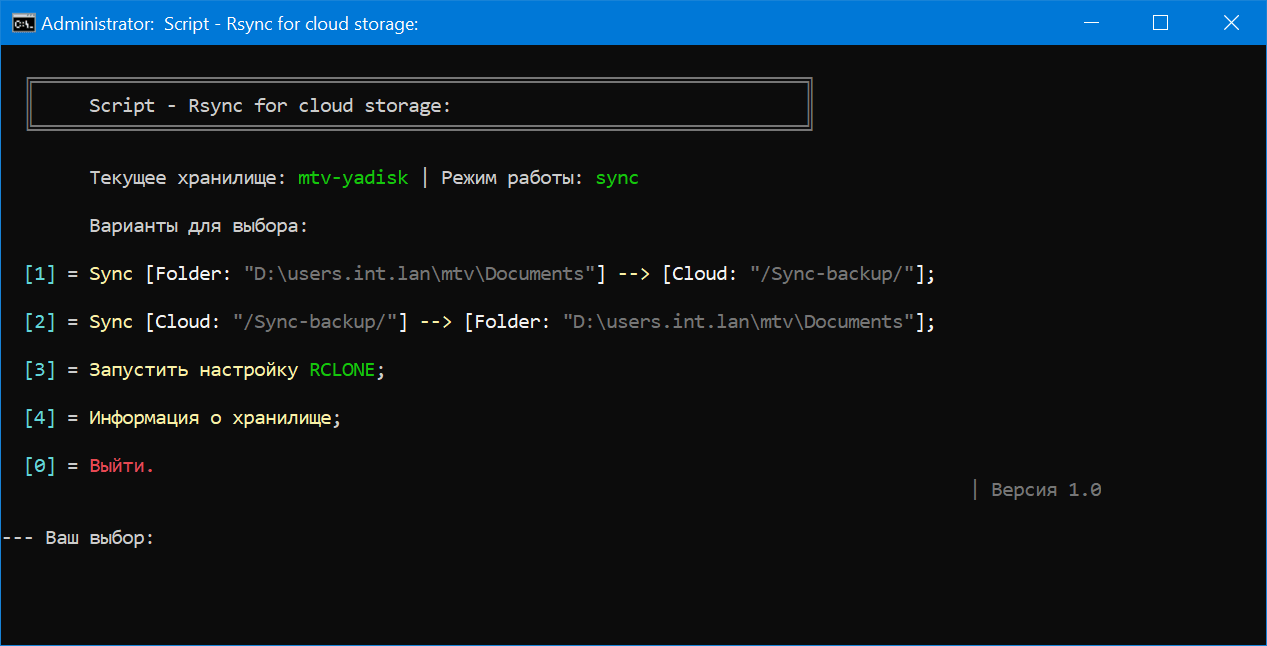 Administrator:  Script - Rsync for cloud storage:
Script - Rsync for cloud storage:
Текущее хранилище: mtv-yadisk | Режим работы: sync
Варианты для выбора:
[1] = Sync [Folder: "D:\users.int.lan\mtv\Documents"] --> [Cloud: "/Sync-backup/"];
[2] = Sync [Cloud: "/Sync-backup/"] --> [Folder: "D:\users.int.lan\mtv\Documents"];
[3] = Запустить настройку RCLONE;
[4] = Информация о хранилище;
[0] = Выйти.
| Версия 1.0
--- Ваш выбор: